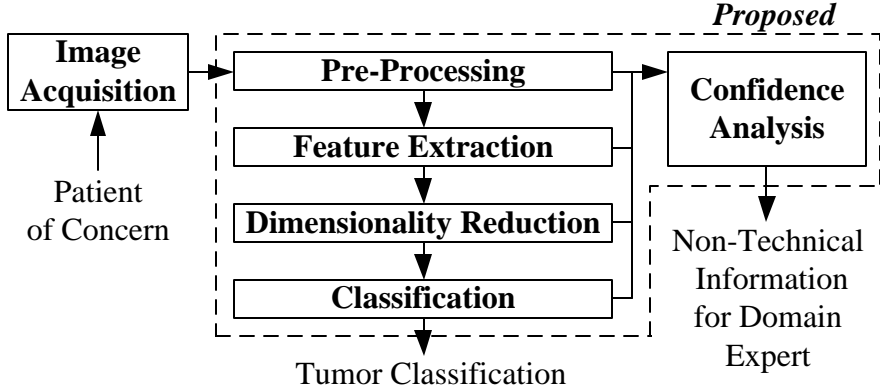 Proposed
Image
Acquisition
Pre-Processing
Confidence
Analysis
Feature Extraction
Patient
of Concern
Dimensionality Reduction
Non-Technical
Information
for Domain
Expert
Classification
Tumor Classification